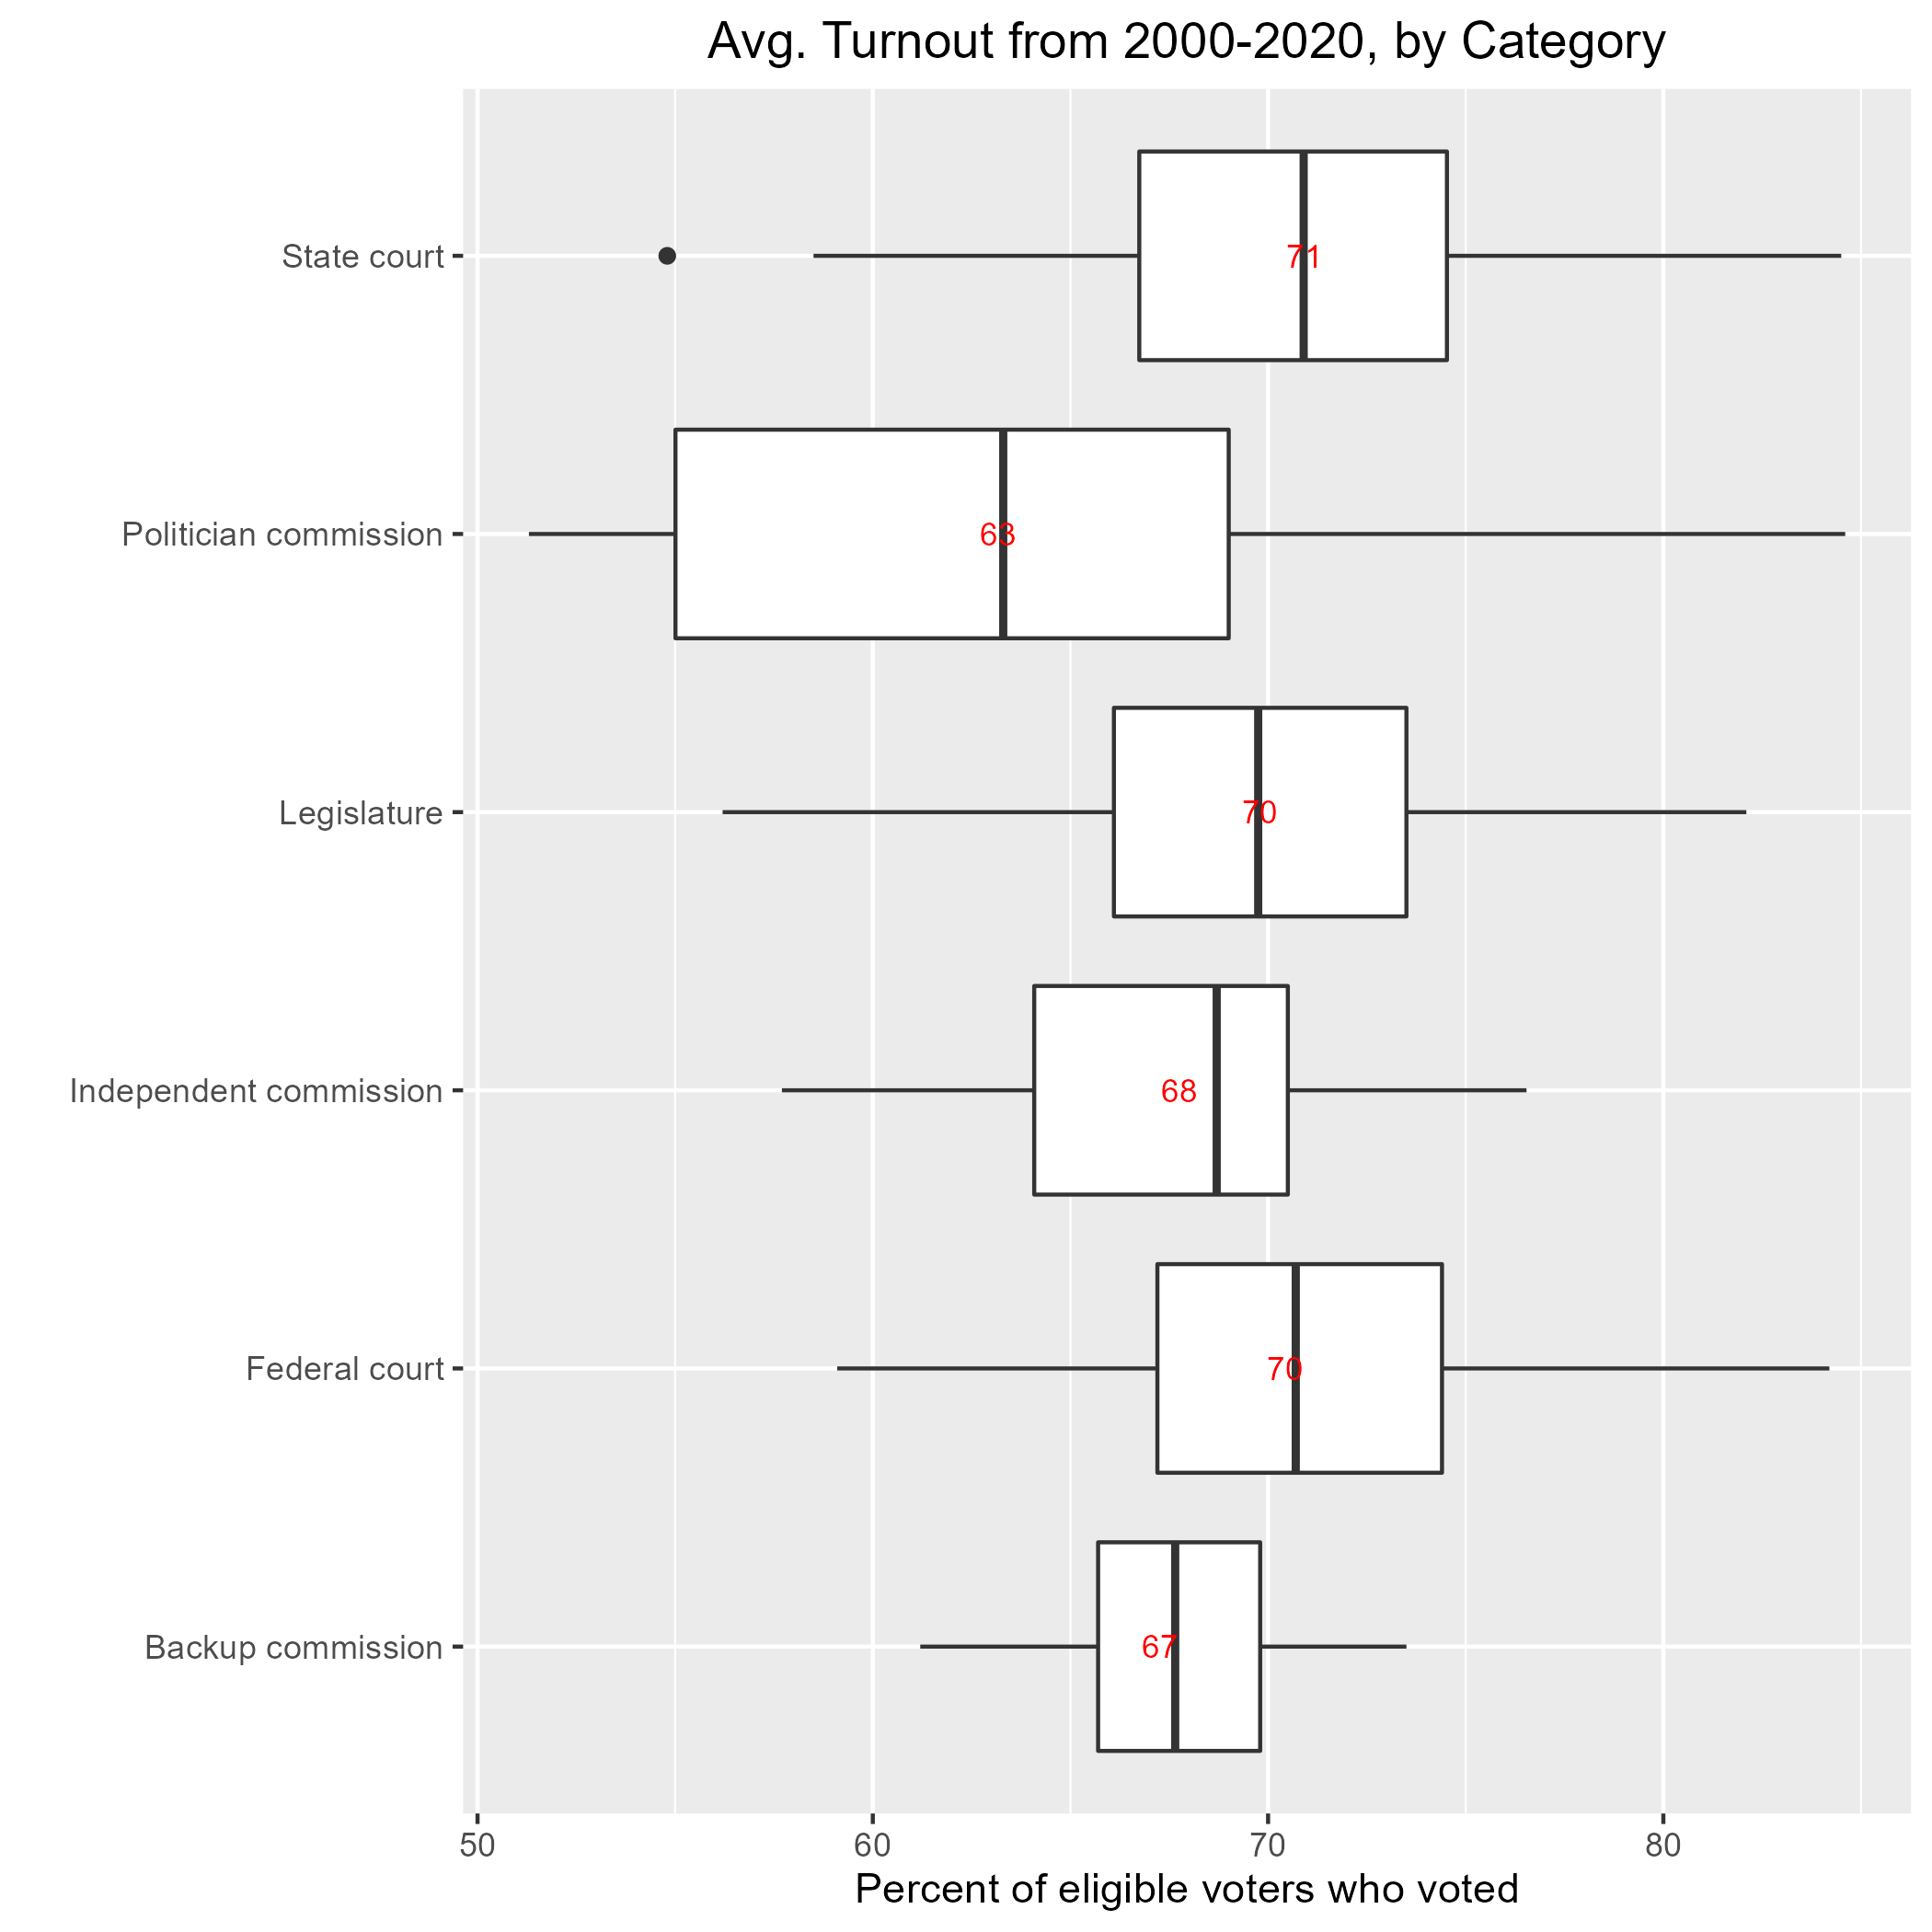 Avg. Turnout from 2000-2020, by Category
State court
71
Politician commission
63
Legislature
70
Independent commission
68
Federal court
70
Backup commission
67
50 60 70 80
Percent of eligible voters who voted